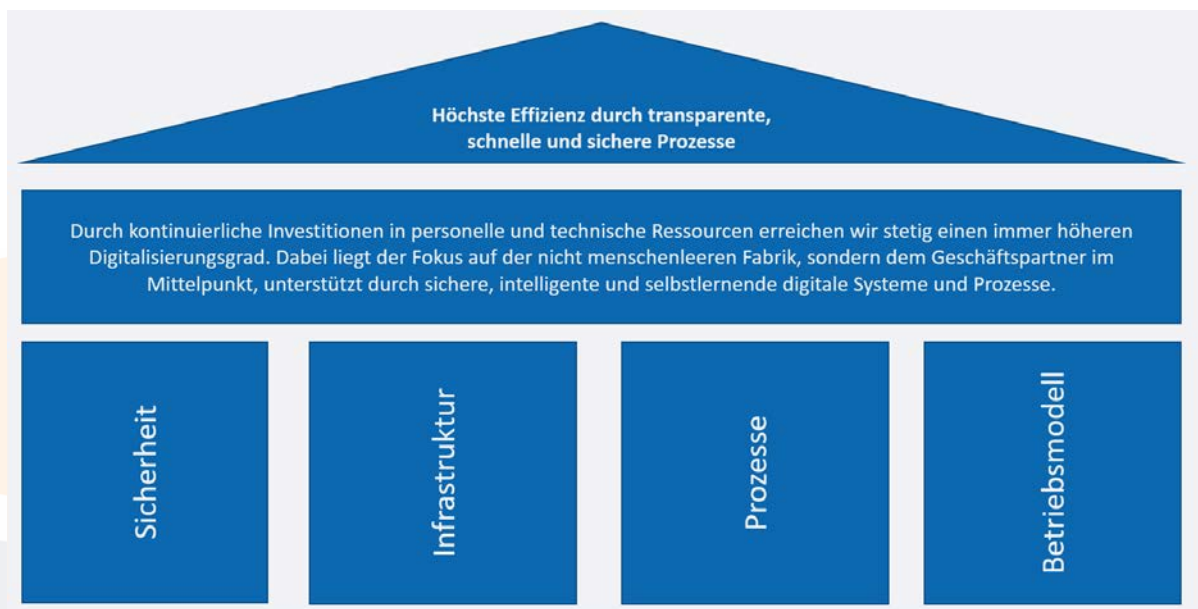 Höchste Effizienz durch transparente,
schnelle und sichere Prozesse
Durch kontinuierliche Investitionen in personelle und technische Ressourcen erreichen wir stetig einen immer höheren
Digitalisierungsgrad. Dabei liegt der Fokus auf der nicht menschenleeren Fabrik, sondern dem Geschäftspartner im
Mittelpunkt, unterstützt durch sichere, intelligente und selbstlernende digitale Systeme und Prozesse.
Sicherheit
Infrastruktur
Prozesse
Betriebsmodell